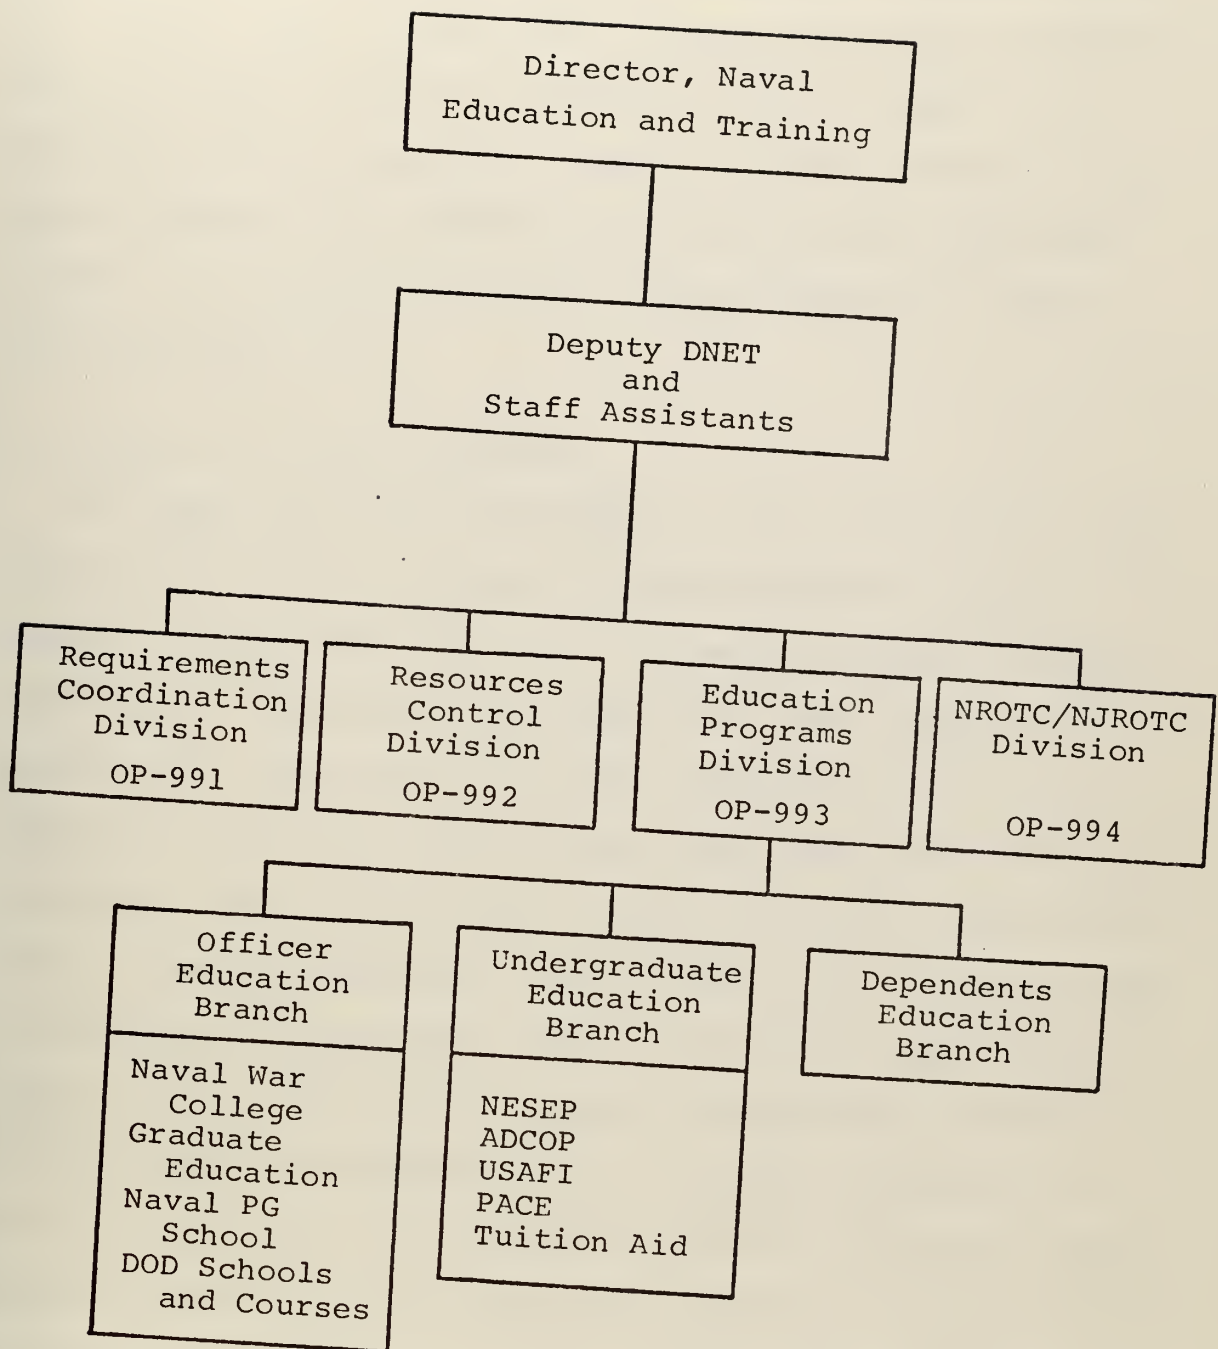 Director, Naval
Education and Training
Deputy DNET
and
Staff Assistants
Requirements
Coordination
Division
OP-991
Resources
Control
Division
OP-992
Education
Programs
Division
OP-993
NROTC/NJROTC
Division
OP-994
Officer
Education
Branch
Naval War
College
Graduate
Education
Naval PG
School
DOD Schools
and Courses
Undergraduate
Education
Branch
NESEP
ADCOP
USAFI
PACE
Tuition Aid
Dependents
Education
Branch